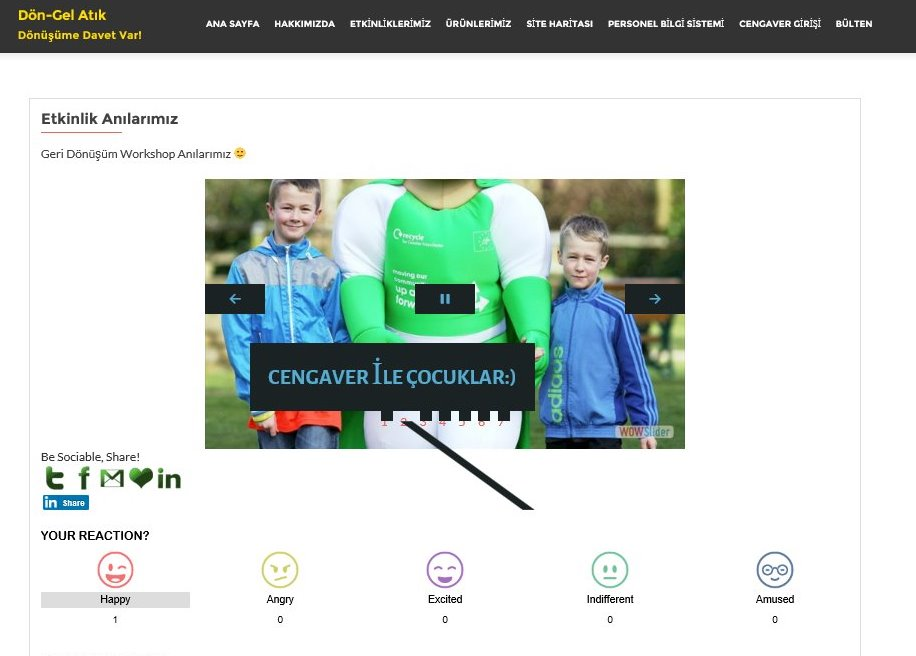 Dön-Gel Atık
Dönüşüme Davet Var!
ANA SAYFA HAKKIMIZDA ETKİNLİKLERİMİZ ÜRÜNLERİMİZ SİTE HARİTASI PERSONEL BİLGİ SİSTEMİ CENGAVER GİRİŞİ BÜLTEN
Etkinlik Anılarımız
Geri Dönüşüm Workshop Anılarımız
recycle
moving our
up
adidas
CENGAVER İLE ÇOCUKLAR:)
1 2 3 4 5 6 7
WOWSlider
Be Sociable, Share!
in Share
YOUR REACTION?
Happy Angry Excited Indifferent Amused
1 0 0 0 0